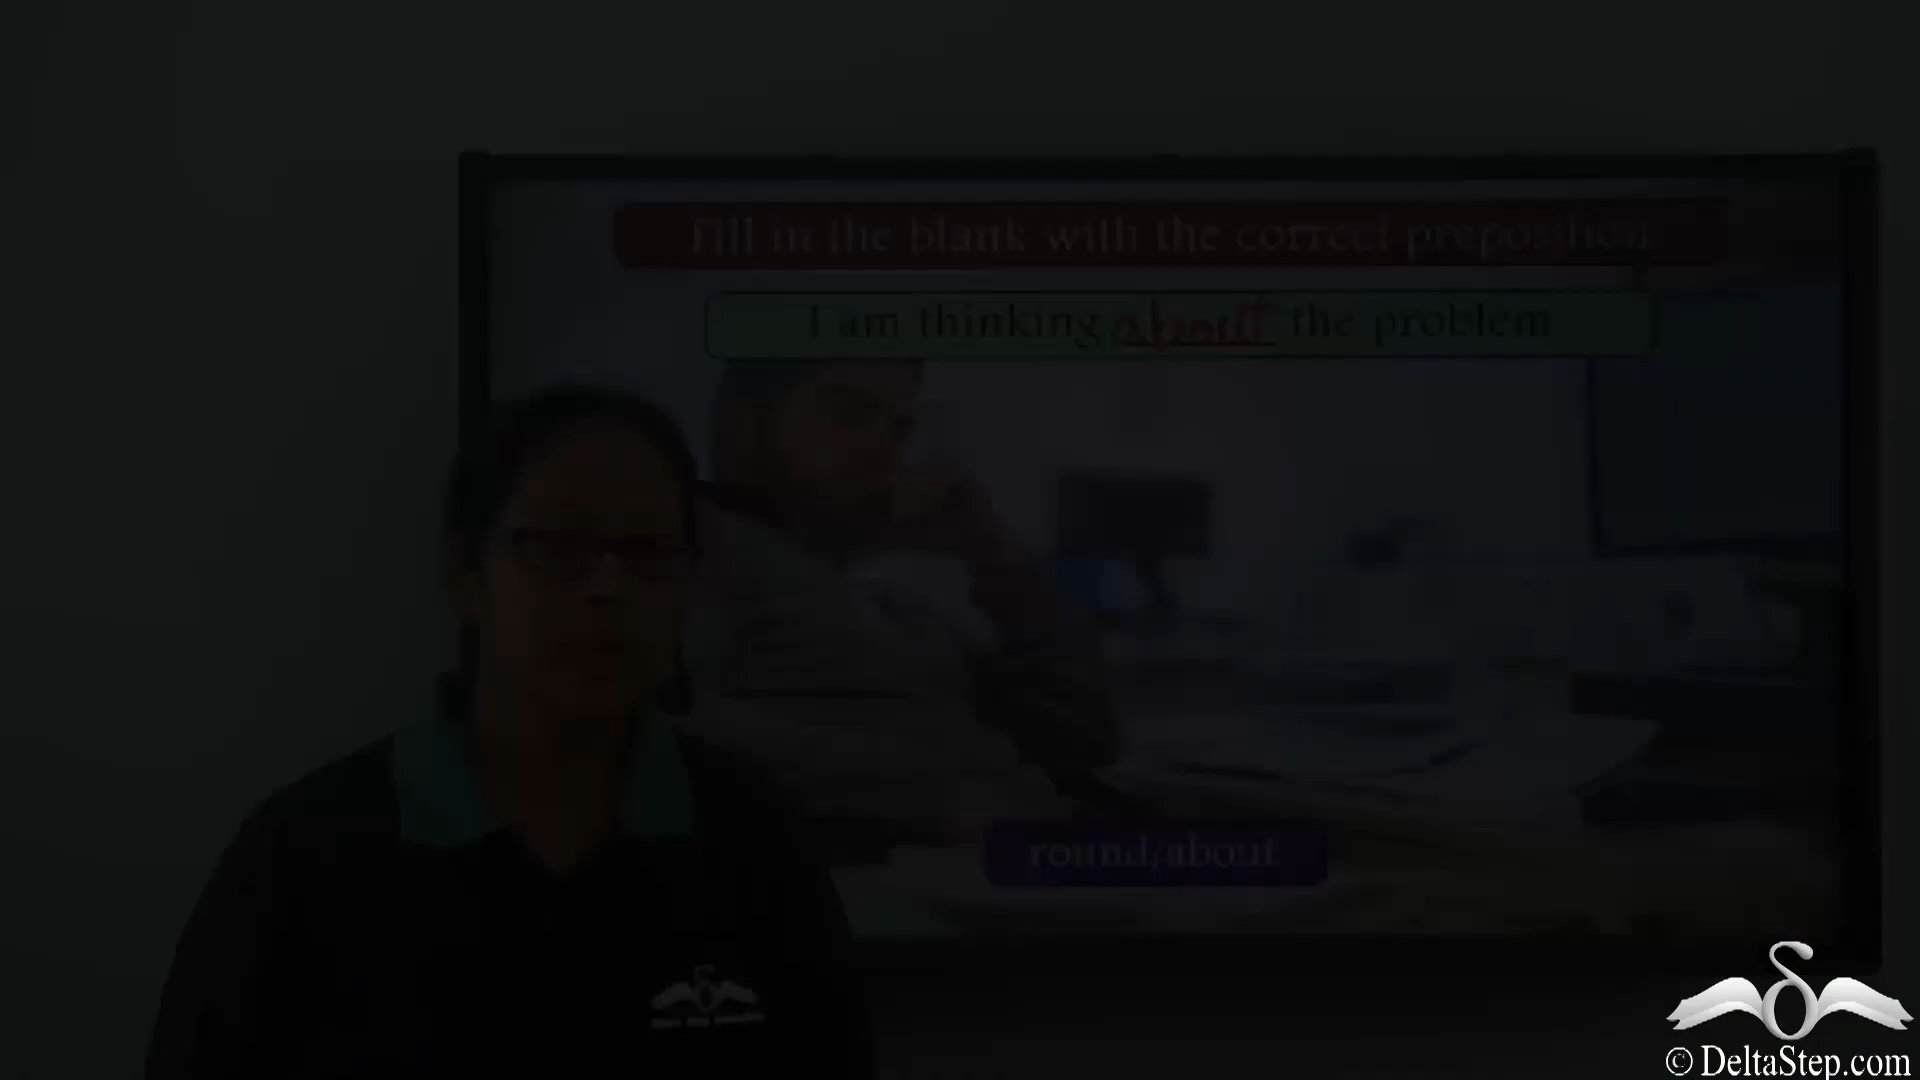 Fill in the blank with the correct preposition
I am thinking about the problem
round/about
© DeltaStep.com